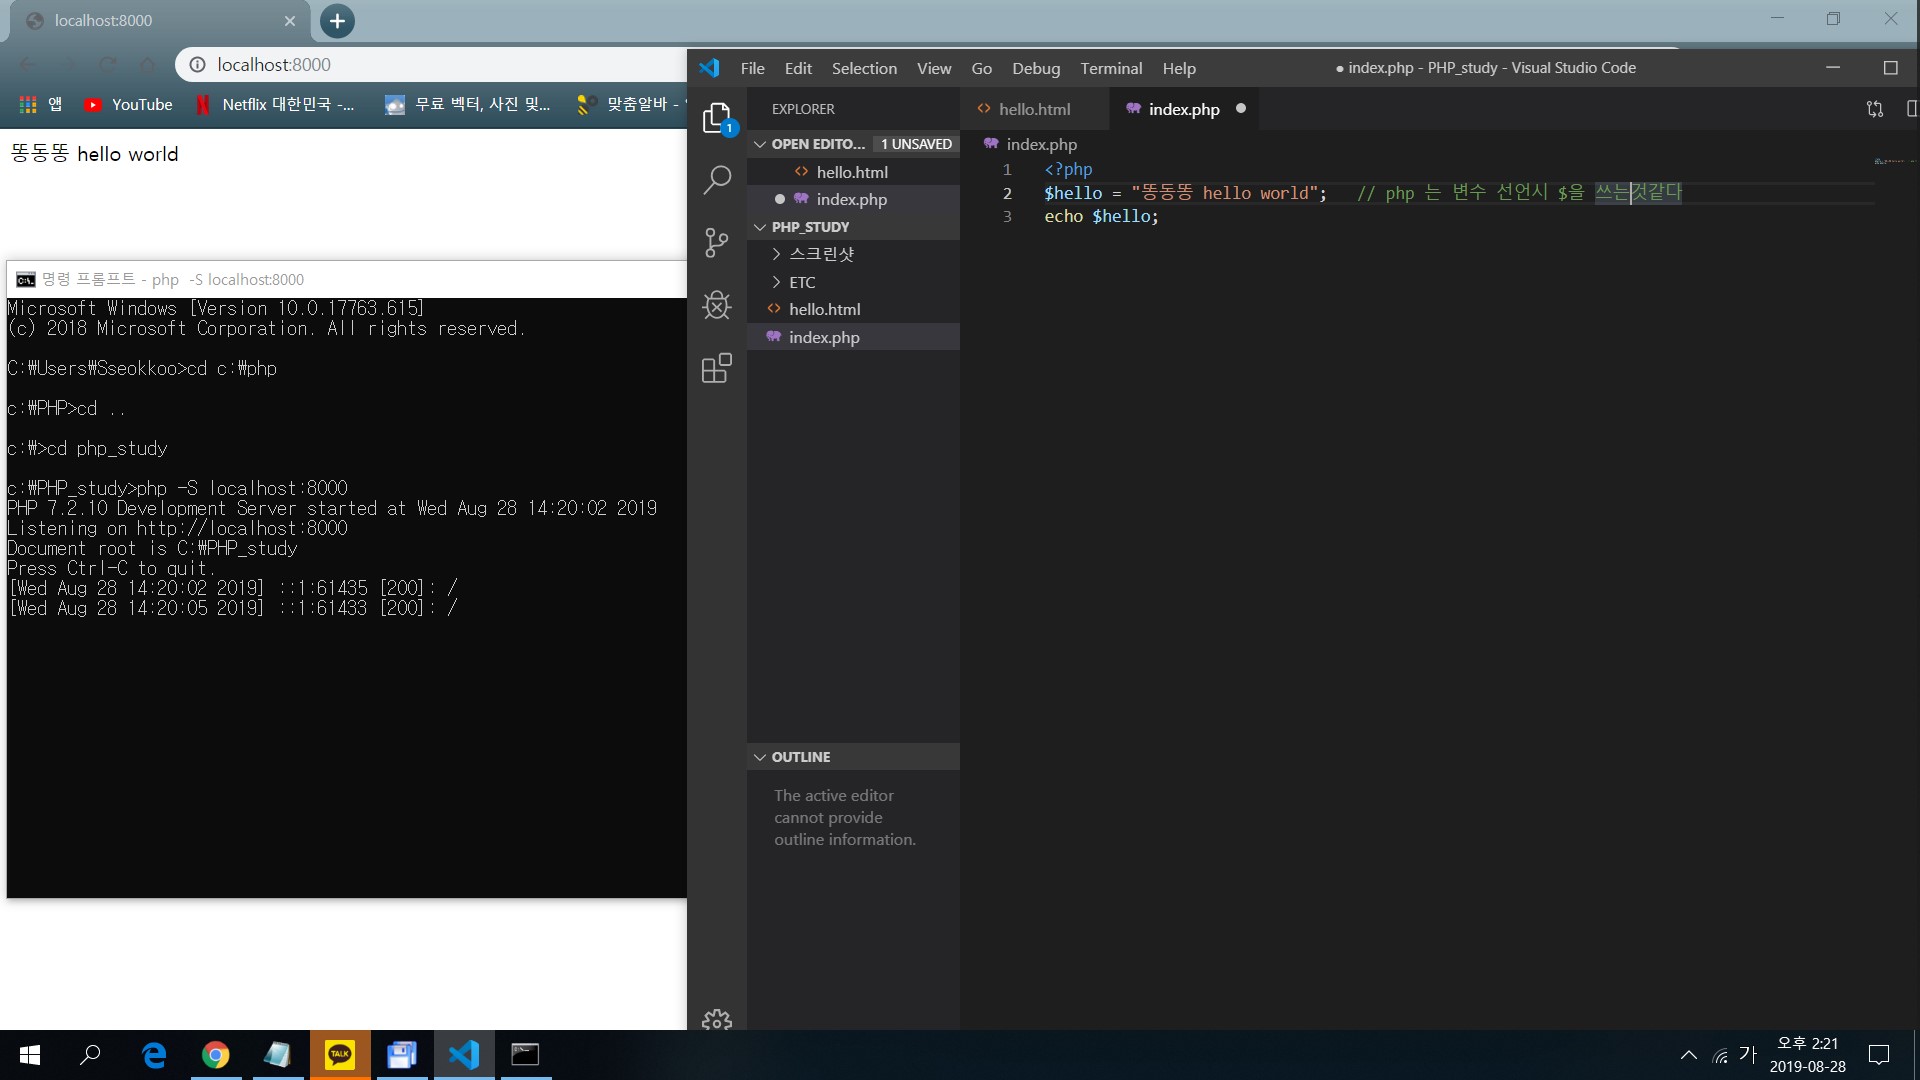 localhost:8000
localhost:8000
앱 YouTube Netflix 대한민국 -... 무료 벡터, 사진 및... 맞춤알바 -
똥동똥 hello world
명령 프롬프트 - php -S localhost:8000
Microsoft Windows [Version 10.0.17763.615]
(c) 2018 Microsoft Corporation. All rights reserved.
C:₩Users₩Sseokkoo>cd c:₩php
c:₩PHP>cd ..
c:₩>cd php_study
c:₩PHP_study>php -S localhost:8000
PHP 7.2.10 Development Server started at Wed Aug 28 14:20:02 2019
Listening on http://localhost:8000
Document root is C:₩PHP_study
Press Ctrl-C to quit.
[Wed Aug 28 14:20:02 2019] ::1:61435 [200]: /
[Wed Aug 28 14:20:05 2019] ::1:61433 [200]: /
File Edit Selection View Go Debug Terminal Help ● index.php - PHP_study - Visual Studio Code
EXPLORER
1
OPEN EDITO... 1 UNSAVED
hello.html
index.php
PHP_STUDY
스크린샷
ETC
hello.html
index.php
OUTLINE
The active editor
cannot provide
outline information.
hello.html index.php
index.php
1 <?php
2 $hello = "똥동똥 hello world"; // php 는 변수 선언시 $을 쓰는것같다
3 echo $hello;
TALK
가
오후 2:21
2019-08-28